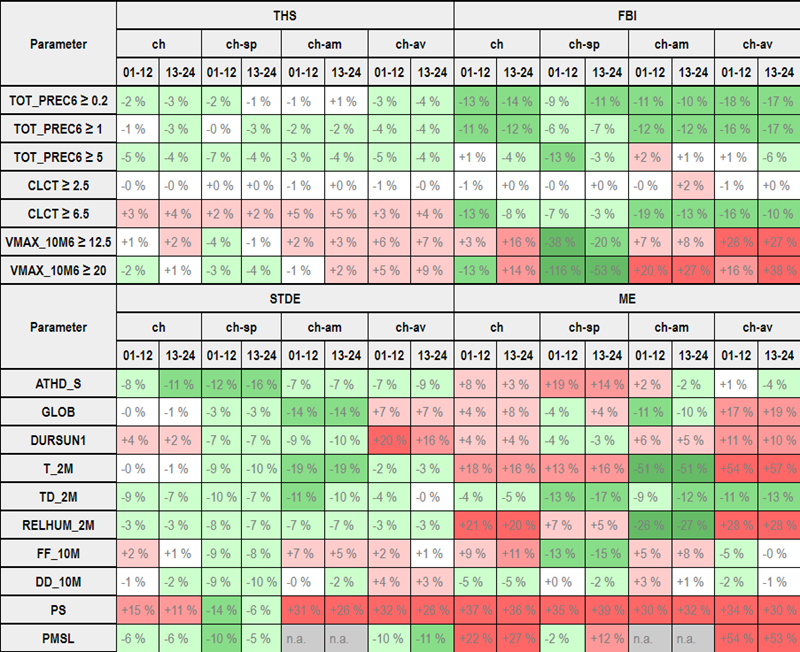 THS FBI
Parameter ch ch-sp ch-am ch-av ch ch-sp ch-am ch-av
01-12 13-24 01-12 13-24 01-12 13-24 01-12 13-24 01-12 13-24 01-12 13-24 01-12 13-24 01-12 13-24
TOT_PREC6 ≥ 0.2 -2 % -3 % -2 % -1 % -1 % +1 % -3 % -4 % -13 % -14 % -9 % -11 % -11 % -10 % -18 % -17 %
TOT_PREC6 ≥ 1 -1 % -3 % -0 % -3 % -2 % -2 % -4 % -4 % -11 % -12 % -6 % -7 % -12 % -12 % -16 % -17 %
TOT_PREC6 ≥ 5 -5 % -4 % -7 % -4 % -3 % -4 % -5 % -4 % +1 % -4 % -13 % -3 % +2 % +1 % +1 % -6 %
CLCT ≥ 2.5 -0 % -0 % +0 % +0 % -1 % +0 % -1 % -0 % -1 % +0 % -0 % +0 % -0 % +2 % -1 % +0 %
CLCT ≥ 6.5 +3 % +4 % +2 % +2 % +5 % +5 % +3 % +4 % -13 % -8 % -7 % -3 % -19 % -13 % -16 % -10 %
VMAX_10M6 ≥ 12.5 +1 % +2 % -4 % -1 % +2 % +3 % +6 % +7 % +3 % +16 % -38 % -20 % +7 % +8 % +26 % +27 %
VMAX_10M6 ≥ 20 -2 % +1 % -3 % -4 % -1 % +2 % +5 % +9 % -13 % +14 % -116 % -53 % +20 % +27 % +16 % +38 %
STDE ME
Parameter ch ch-sp ch-am ch-av ch ch-sp ch-am ch-av
01-12 13-24 01-12 13-24 01-12 13-24 01-12 13-24 01-12 13-24 01-12 13-24 01-12 13-24 01-12 13-24
ATHD_S -8 % -11 % -12 % -16 % -7 % -7 % -7 % -9 % +8 % +3 % +19 % +14 % +2 % -2 % +1 % -4 %
GLOB -0 % -1 % -3 % -3 % -14 % -14 % +7 % +7 % +4 % +8 % -4 % +4 % -11 % -10 % +17 % +19 %
DURSUN1 +4 % +2 % -7 % -7 % -9 % -10 % +20 % +16 % +4 % +4 % -4 % -3 % +6 % +5 % +11 % +10 %
T_2M -0 % -1 % -9 % -10 % -19 % -19 % -2 % -3 % +18 % +16 % +13 % +16 % -51 % -51 % +54 % +57 %
TD_2M -9 % -7 % -10 % -7 % -11 % -10 % -4 % -0 % -4 % -5 % -13 % -17 % -9 % -12 % -11 % -13 %
RELHUM_2M -3 % -3 % -8 % -7 % -7 % -7 % -3 % -3 % +21 % +20 % +7 % +5 % -26 % -27 % +28 % +28 %
FF_10M +2 % +1 % -9 % -8 % +7 % +5 % +2 % +1 % +9 % +11 % -13 % -15 % +5 % +8 % -5 % -0 %
DD_10M -1 % -2 % -9 % -10 % -0 % -2 % +4 % +3 % -5 % -5 % +0 % -2 % +3 % +1 % -2 % -1 %
PS +15 % +11 % -14 % -6 % +31 % +26 % +32 % +26 % +37 % +36 % +35 % +39 % +30 % +32 % +34 % +30 %
PMSL -6 % -6 % -10 % -5 % n.a. n.a. -10 % -11 % +22 % +27 % -2 % +12 % n.a. n.a. +54 % +53 %